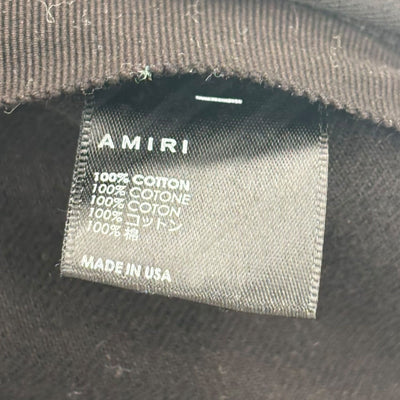 AMIRI
100% COTTON
100% COTONE
100% COTON
100% コットン
100% 綿
MADE IN USA